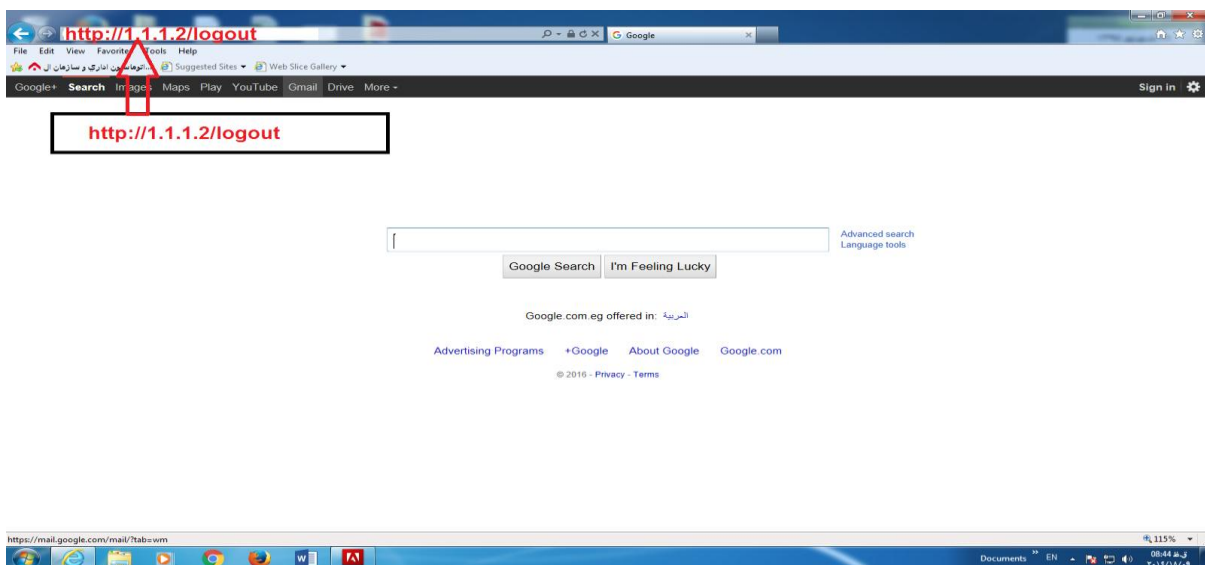 http://1.1.1.2/logout
Google
File Edit View Favorites Tools Help
Suggested Sites Web Slice Gallery
Google+ Search Images Maps Play YouTube Gmail Drive More
Sign in
http://1.1.1.2/logout
Advanced search
Language tools
Google Search I'm Feeling Lucky
Google.com.eg offered in: العربية
Advertising Programs +Google About Google Google.com
© 2016 - Privacy - Terms
https://mail.google.com/mail/?tab=wm
115%
Documents EN 08:44 ق.ظ